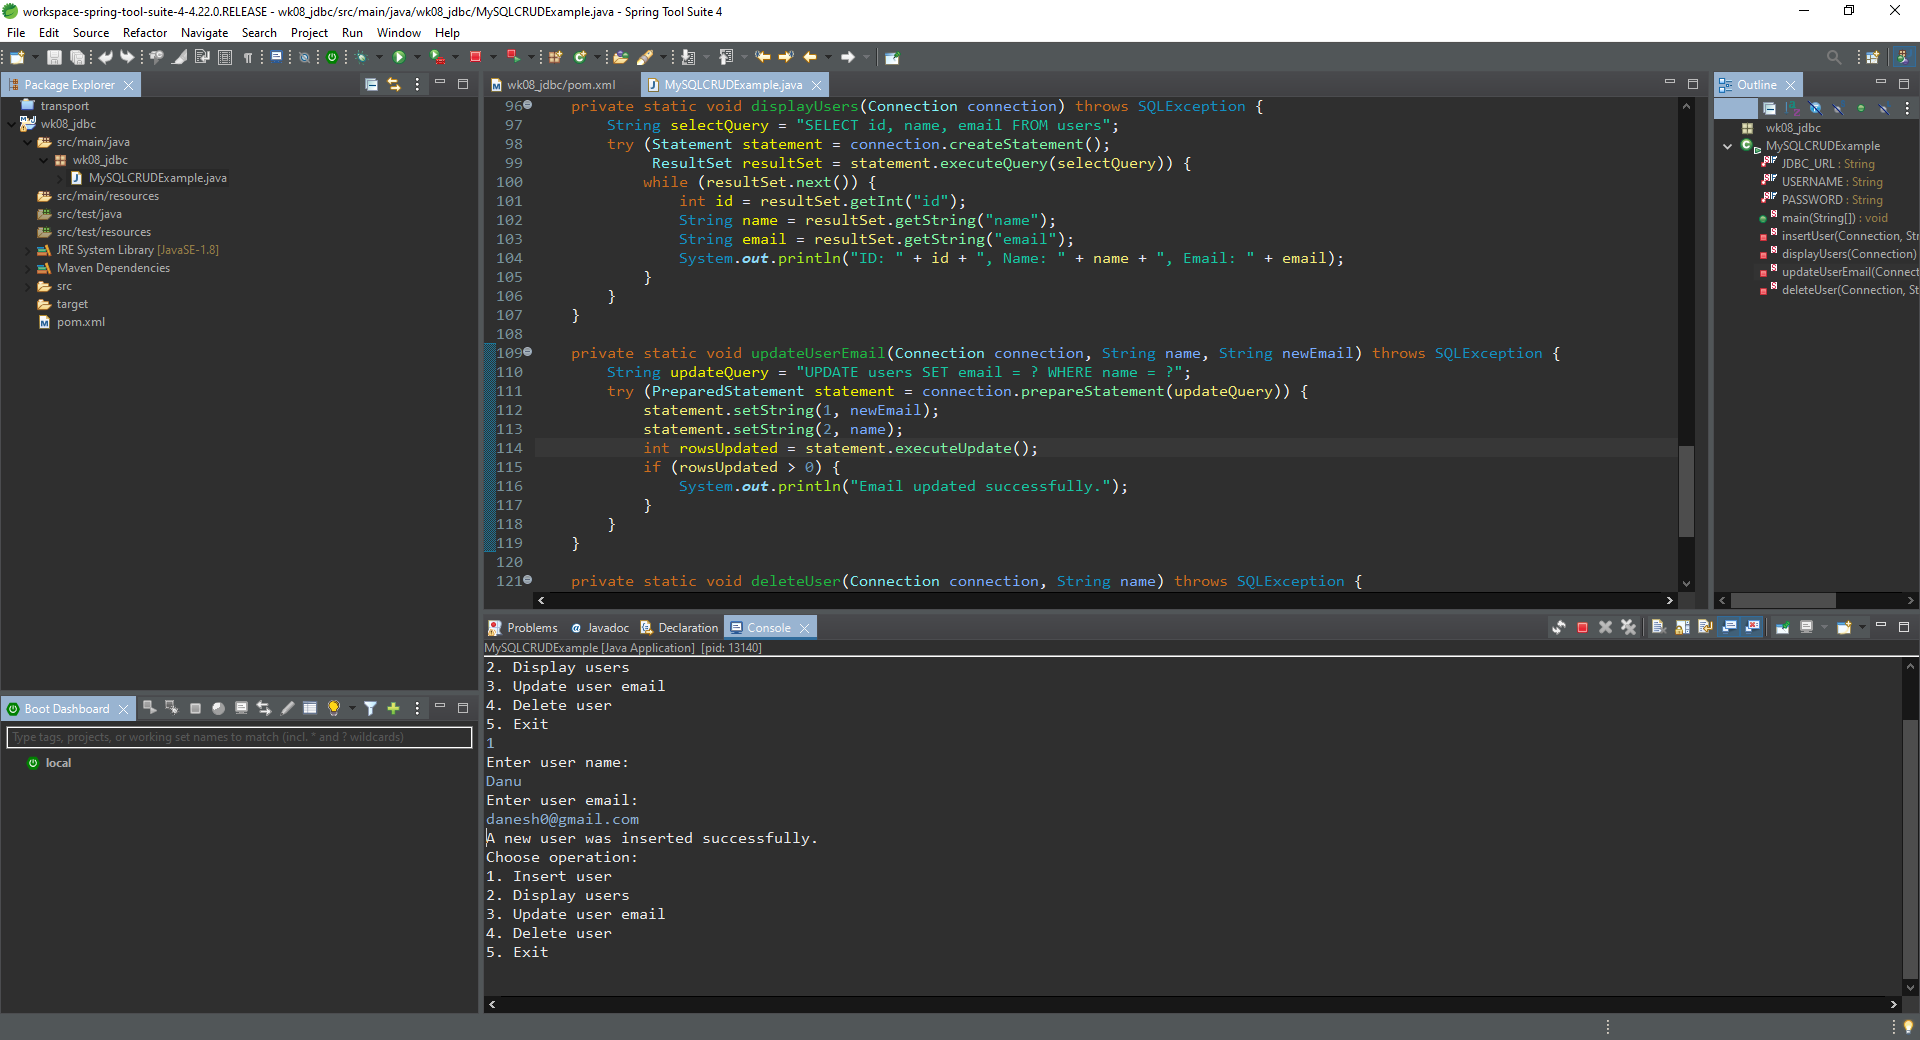 workspace-spring-tool-suite-4-4.22.0.RELEASE - wk08_jdbc/src/main/java/wk08_jdbc/MySQLCRUDExample.java - Spring Tool Suite 4
File Edit Source Refactor Navigate Search Project Run Window Help
Package Explorer
transport
wk08_jdbc
src/main/java
wk08_jdbc
MySQLCRUDExample.java
src/main/resources
src/test/java
src/test/resources
JRE System Library [JavaSE-1.8]
Maven Dependencies
src
target
pom.xml
Boot Dashboard
Type tags, projects, or working set names to match (incl. * and ? wildcards)
local
wk08_jdbc/pom.xml MySQLCRUDExample.java
96 private static void displayUsers(Connection connection) throws SQLException {
97 String selectQuery = "SELECT id, name, email FROM users";
98 try (Statement statement = connection.createStatement();
99 ResultSet resultSet = statement.executeQuery(selectQuery)) {
100 while (resultSet.next()) {
101 int id = resultSet.getInt("id");
102 String name = resultSet.getString("name");
103 String email = resultSet.getString("email");
104 System.out.println("ID: " + id + ", Name: " + name + ", Email: " + email);
105 }
106 }
107 }
108
109 private static void updateUserEmail(Connection connection, String name, String newEmail) throws SQLException {
110 String updateQuery = "UPDATE users SET email = ? WHERE name = ?";
111 try (PreparedStatement statement = connection.prepareStatement(updateQuery)) {
112 statement.setString(1, newEmail);
113 statement.setString(2, name);
114 int rowsUpdated = statement.executeUpdate();
115 if (rowsUpdated > 0) {
116 System.out.println("Email updated successfully.");
117 }
118 }
119 }
120
121 private static void deleteUser(Connection connection, String name) throws SQLException {
Problems Javadoc Declaration Console
MySQLCRUDExample [Java Application] [pid: 13140]
2. Display users
3. Update user email
4. Delete user
5. Exit
1
Enter user name:
Danu
Enter user email:
danesh0@gmail.com
A new user was inserted successfully.
Choose operation:
1. Insert user
2. Display users
3. Update user email
4. Delete user
5. Exit
Outline
wk08_jdbc
MySQLCRUDExample
JDBC_URL : String
USERNAME : String
PASSWORD : String
main(String[]) : void
insertUser(Connection, Str
displayUsers(Connection)
updateUserEmail(Connect
deleteUser(Connection, St